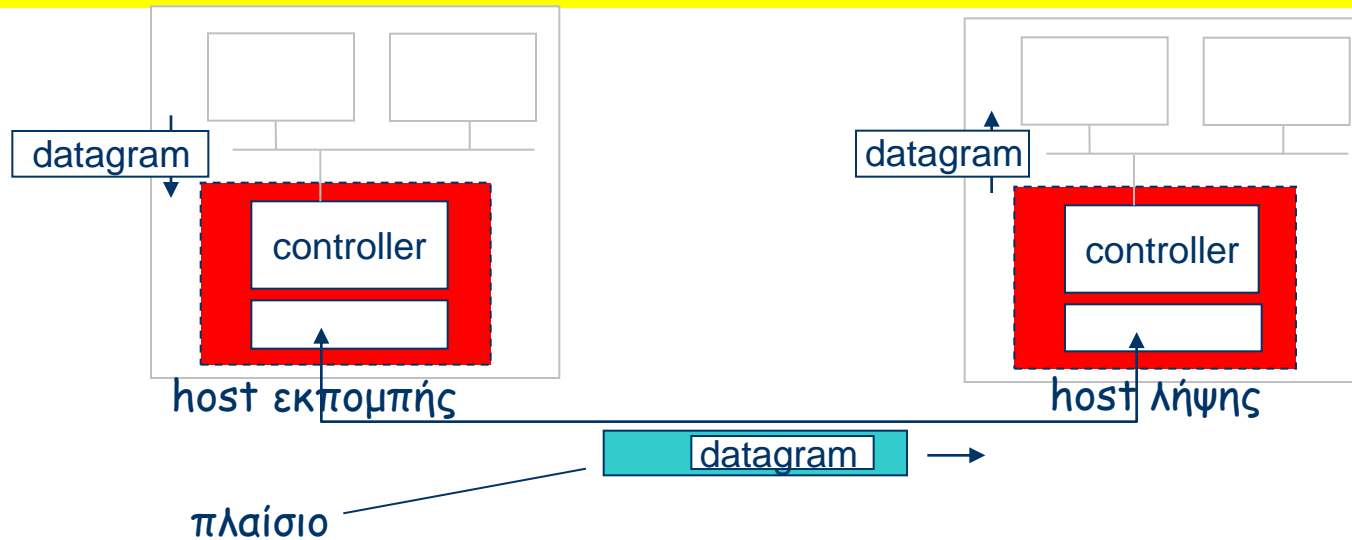 datagram
datagram
controller
controller
host εκπομπής
host λήψης
datagram
πλαίσιο